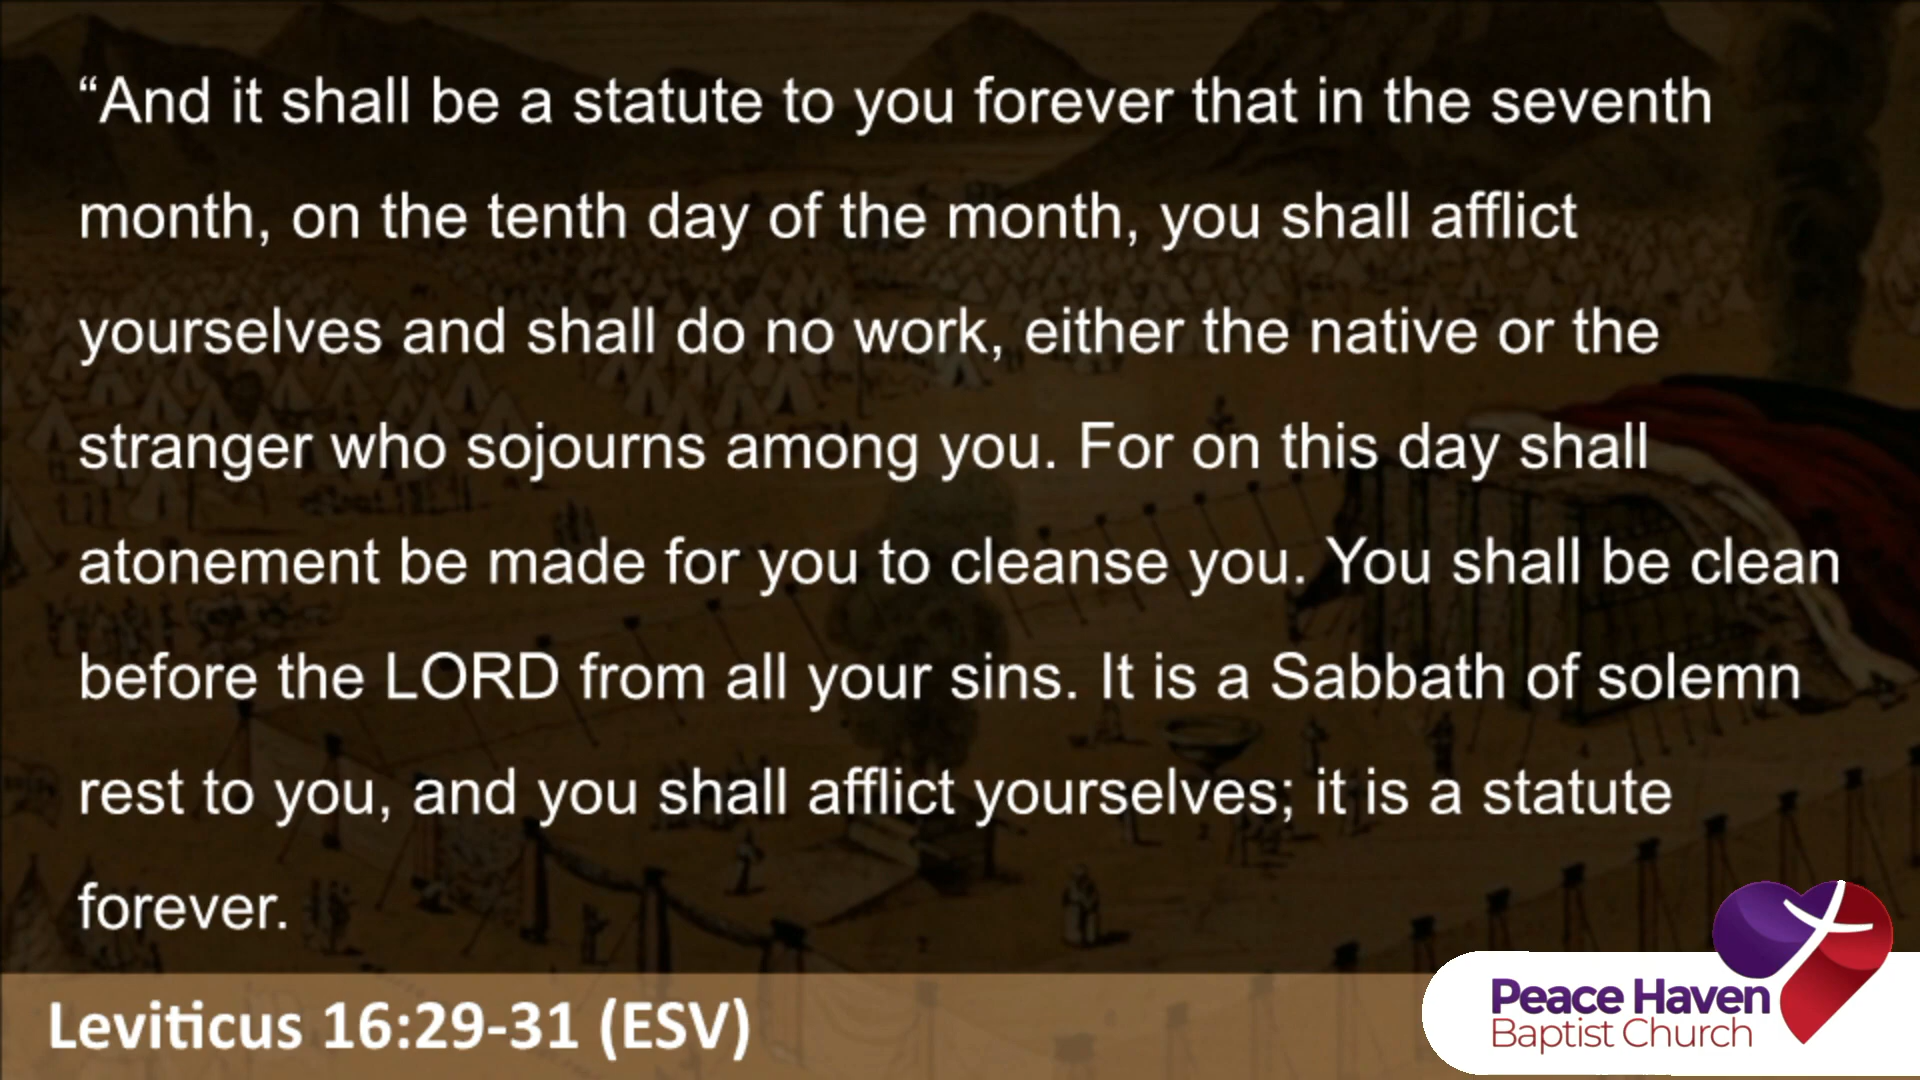 “And it shall be a statute to you forever that in the seventh
month, on the tenth day of the month, you shall afflict
yourselves and shall do no work, either the native or the
stranger who sojourns among you. For on this day shall
atonement be made for you to cleanse you. You shall be clean
before the LORD from all your sins. It is a Sabbath of solemn
rest to you, and you shall afflict yourselves; it is a statute
forever.
Leviticus 16:29-31 (ESV)
Peace Haven
Baptist Church